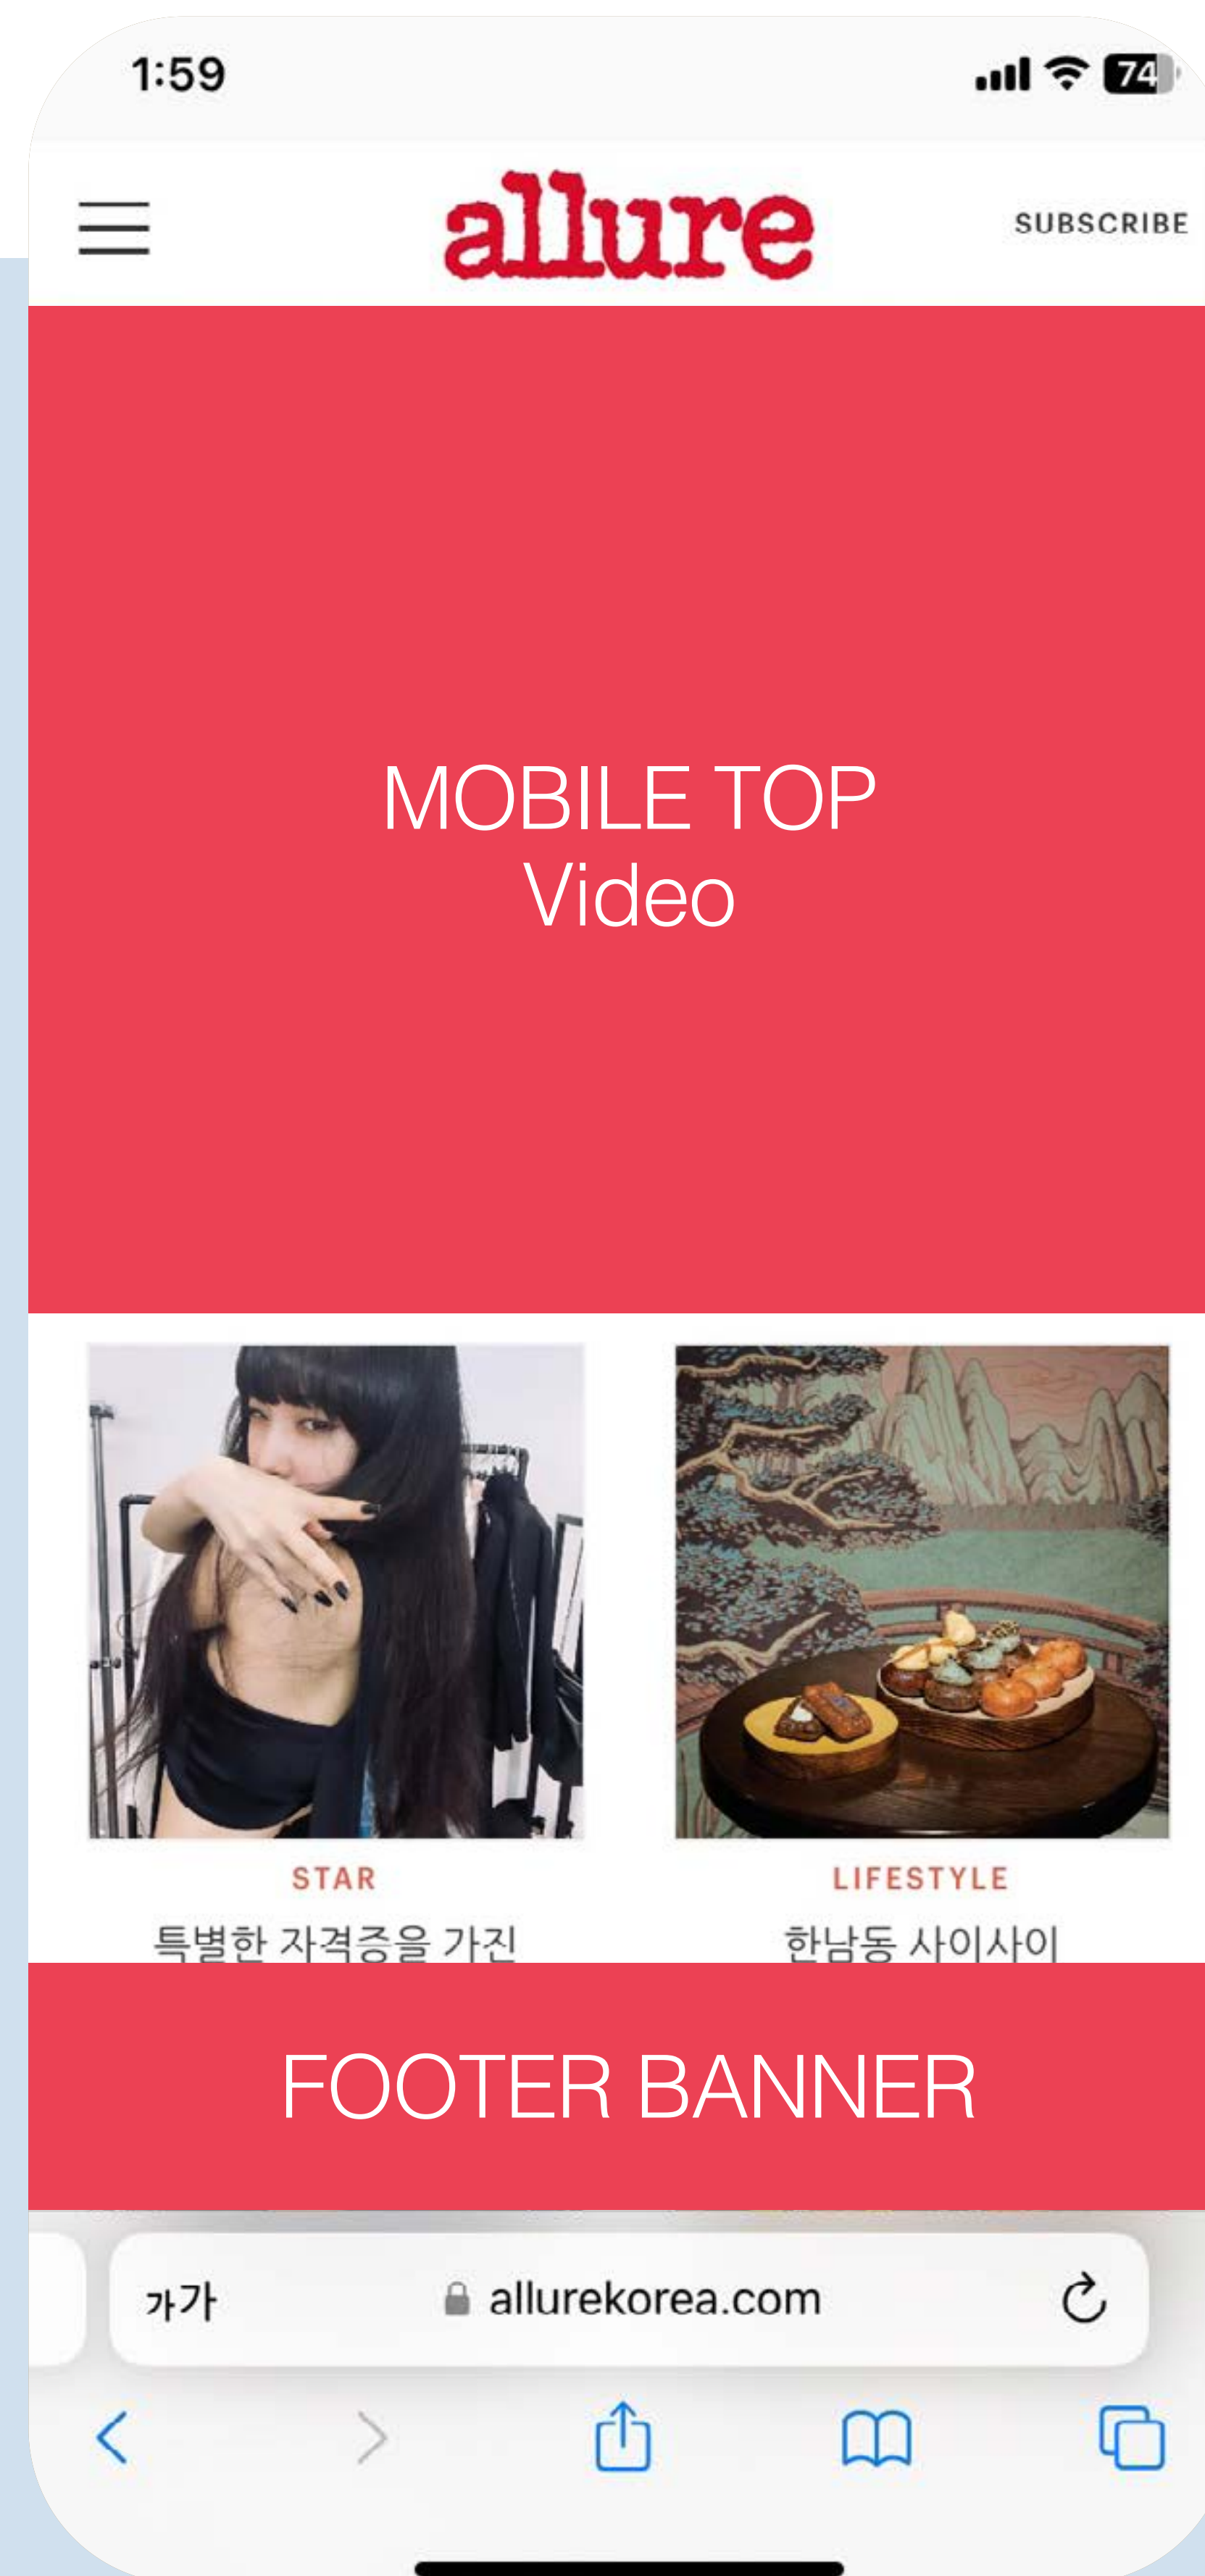 1:59
74
allure
SUBSCRIBE
MOBILE TOP
Video
STAR
LIFESTYLE
특별한 자격증을 가진
한남동 사이사이
FOOTER BANNER
가가
allurekorea.com